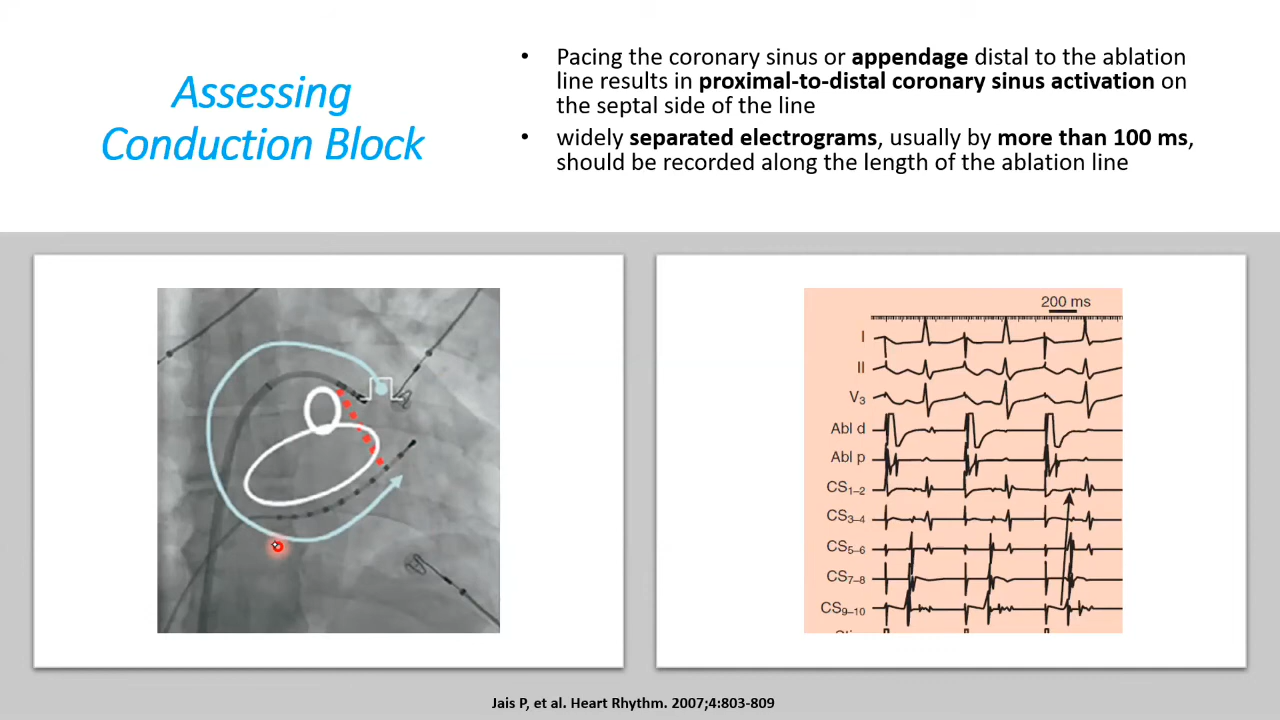 Assessing
Conduction Block
• Pacing the coronary sinus or appendage distal to the ablation
line results in proximal-to-distal coronary sinus activation on
the septal side of the line
• widely separated electrograms, usually by more than 100 ms,
should be recorded along the length of the ablation line
200 ms
I
II
V3
Abl d
Abl p
CS1–2
CS3–4
CS5–6
CS7–8
CS9–10
Jais P, et al. Heart Rhythm. 2007;4:803-809